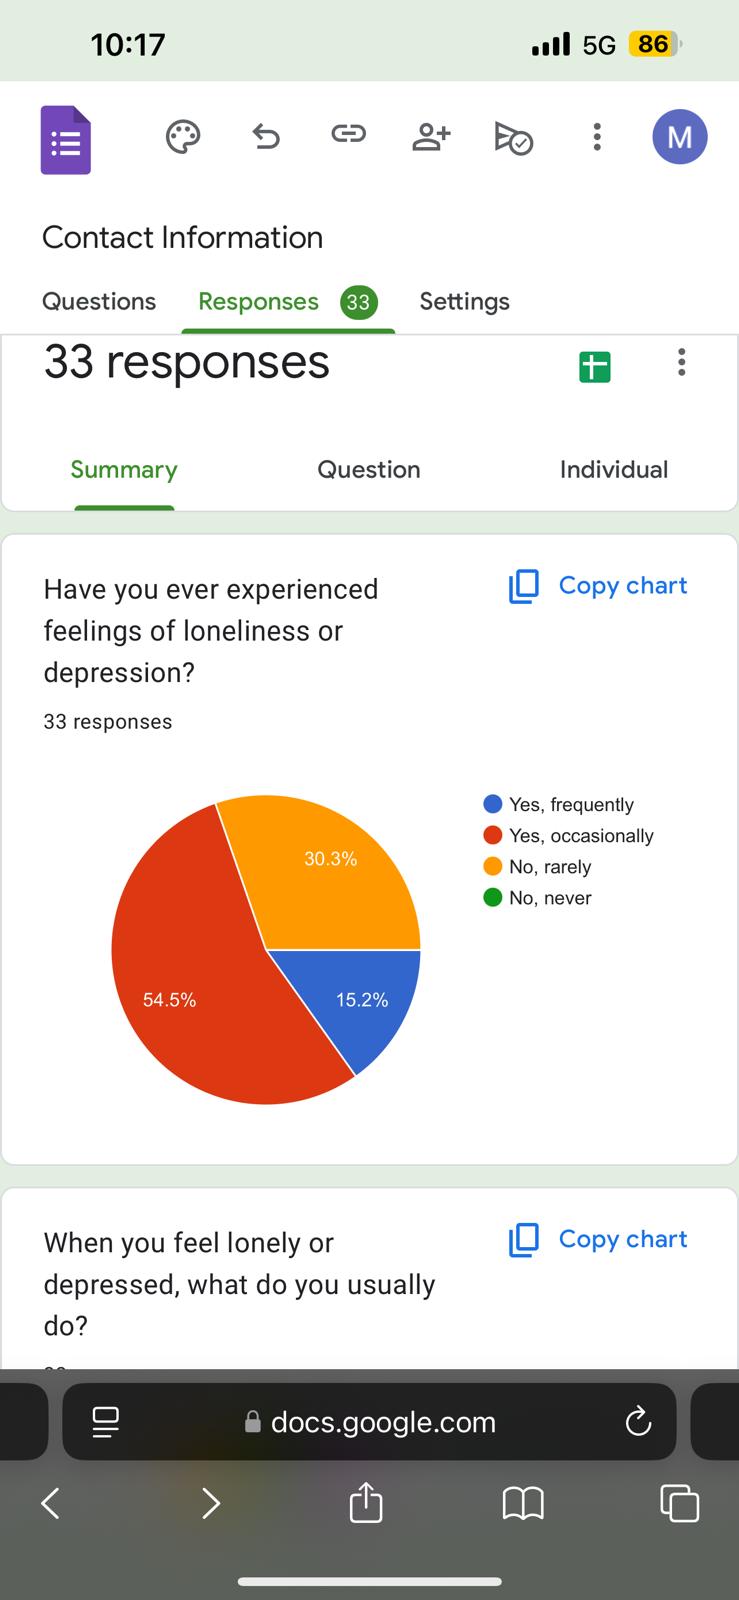 10:17
5G 86
M
Contact Information
Questions Responses 33 Settings
33 responses
Summary Question Individual
Have you ever experienced
feelings of loneliness or
depression?
Copy chart
33 responses
Yes, frequently
Yes, occasionally
No, rarely
No, never
30.3%
54.5%
15.2%
When you feel lonely or
depressed, what do you usually
do?
Copy chart
docs.google.com